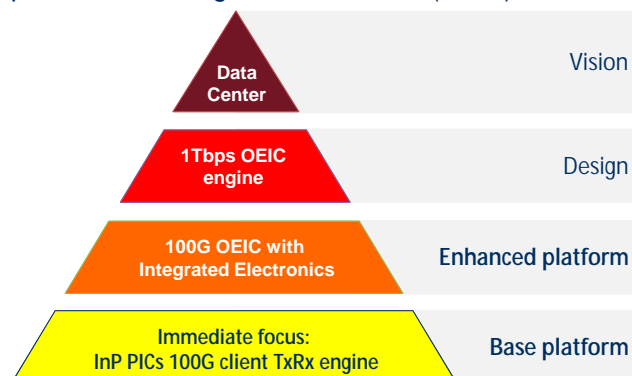 Data
Center
Vision
1Tbps OEIC
engine
Design
100G OEIC with
Integrated Electronics
Enhanced platform
Immediate focus:
InP PICs 100G client TxRx engine
Base platform